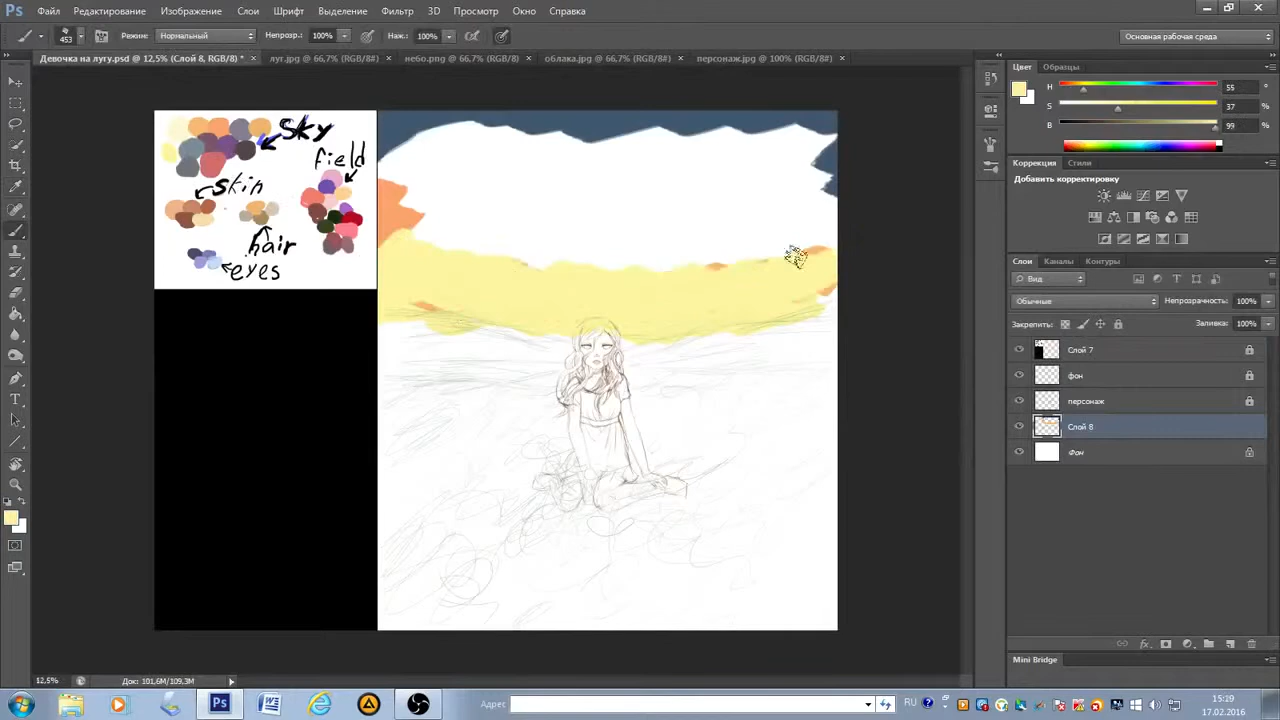 Ps Файл Редактирование Изображение Слои Шрифт Выделение Фильтр 3D Просмотр Окно Справка
453 Режим: Нормальный Непрозр.: 100% Наж.: 100% Основная рабочая среда
Девочка на лугу.psd @ 12,5% (Слой 8, RGB/8) * × луг.jpg @ 66,7% (RGB/8#) × небо.png @ 66,7% (RGB/8) × облака.jpg @ 66,7% (RGB/8#) × персонаж.jpg @ 100% (RGB/8#) ×
Цвет Образцы
H 55 °
S 37 %
B 99 %
Sky
field
skin
hair
eyes
Коррекция Стили
Добавить корректировку
Слои Каналы Контуры
Вид
Обычные Непрозрачность: 100%
Закрепить: Заливка: 100%
Слой 7
фон
персонаж
Слой 8
Фон
fx
Mini Bridge
12,5% Док: 101,6M/109,3M
Ps Адрес RU 15:19
17.02.2016